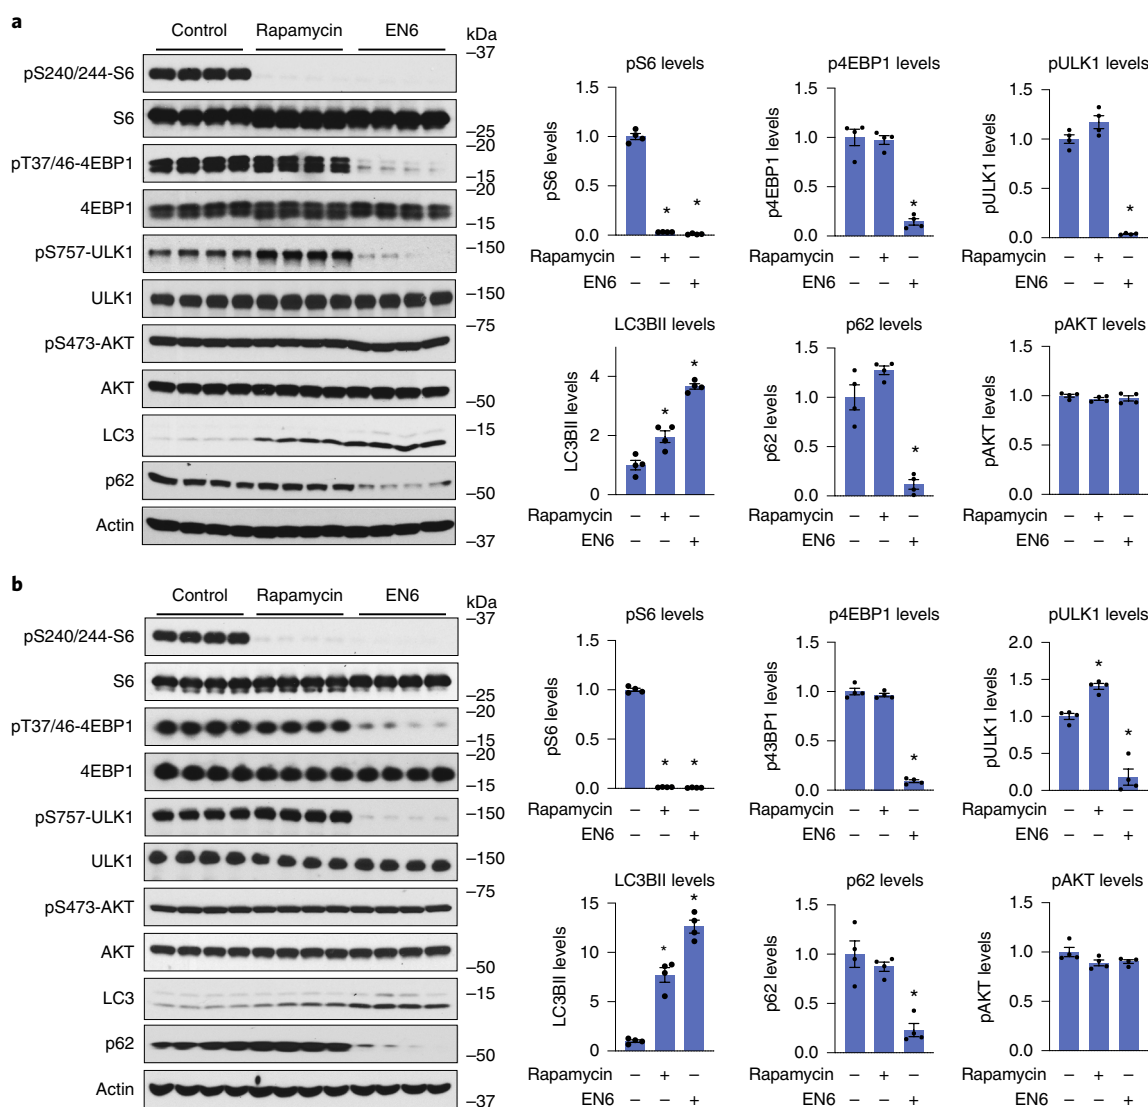 a
Control Rapamycin EN6 kDa
–37
pS240/244-S6
S6
–25
–20
pT37/46-4EBP1
–15
–20
4EBP1
–15
pS757-ULK1 –150
ULK1 –150
–75
pS473-AKT
AKT
–50
LC3 –15
p62
–50
Actin
–37
pS6 levels
pS6 levels
1.5
1.0
0.5
0.0
* *
Rapamycin – + –
EN6 – – +
p4EBP1 levels
p4EBP1 levels
1.5
1.0
0.5
0.0
*
Rapamycin – + –
EN6 – – +
pULK1 levels
pULK1 levels
1.5
1.0
0.5
0.0
*
Rapamycin – + –
EN6 – – +
LC3BII levels
LC3BII levels
4
2
0
* *
Rapamycin – + –
EN6 – – +
p62 levels
p62 levels
1.5
1.0
0.5
0.0
*
Rapamycin – + –
EN6 – – +
pAKT levels
pAKT levels
1.5
1.0
0.5
0.0
Rapamycin – + –
EN6 – – +
b
Control Rapamycin EN6 kDa
–37
pS240/244-S6
S6
–25
–20
pT37/46-4EBP1
–15
–20
4EBP1
–15
pS757-ULK1 –150
ULK1 –150
–75
pS473-AKT
AKT
–50
LC3 –15
p62
–50
Actin
–37
pS6 levels
pS6 levels
1.5
1.0
0.5
0.0
* *
Rapamycin – + –
EN6 – – +
p4EBP1 levels
p43BP1 levels
1.5
1.0
0.5
0.0
*
Rapamycin – + –
EN6 – – +
pULK1 levels
pULK1 levels
2.0
1.5
1.0
0.5
0.0
* *
Rapamycin – + –
EN6 – – +
LC3BII levels
LC3BII levels
15
10
5
0
* *
Rapamycin – + –
EN6 – – +
p62 levels
p62 levels
1.5
1.0
0.5
0.0
*
Rapamycin – + –
EN6 – – +
pAKT levels
pAKT levels
1.5
1.0
0.5
0.0
Rapamycin – + –
EN6 – – +